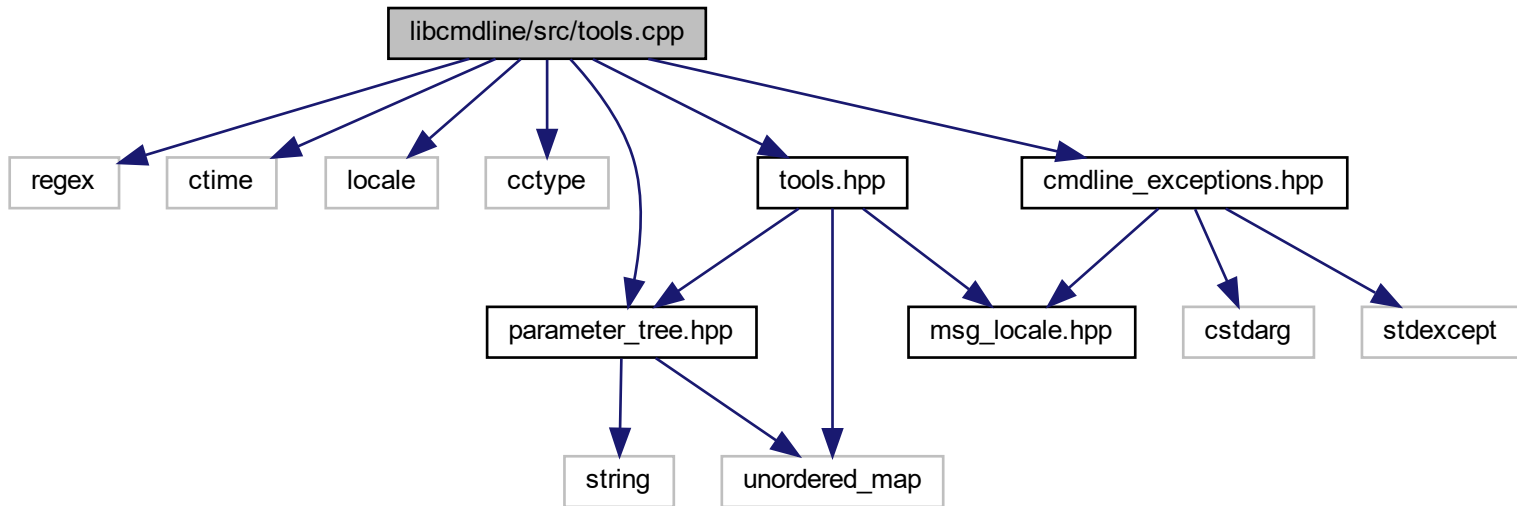 libcmdline/src/tools.cpp
regex
ctime
locale
cctype
tools.hpp
cmdline_exceptions.hpp
parameter_tree.hpp
msg_locale.hpp
cstdarg
stdexcept
string
unordered_map